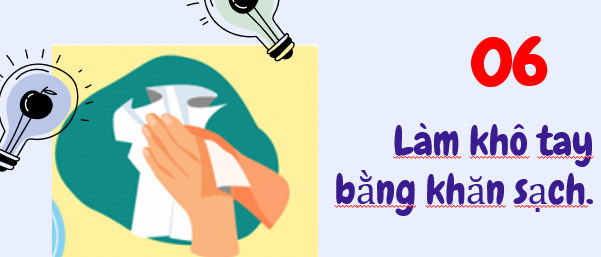 06
Làm khô tay
bằng khăn sạch.